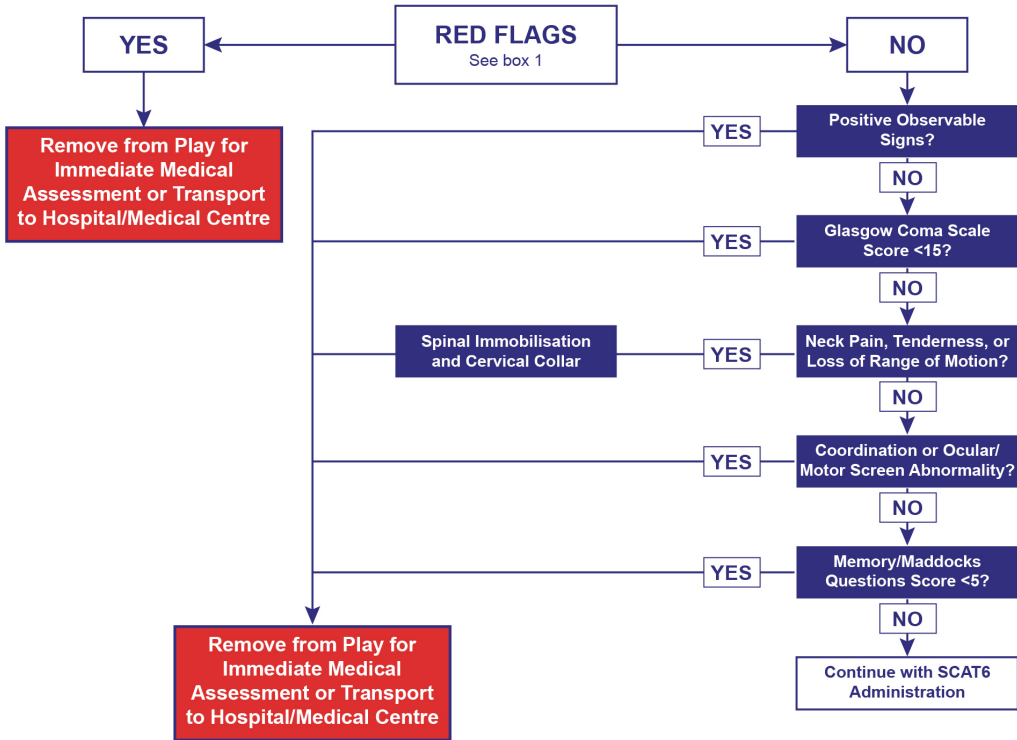 YES
RED FLAGS
See box 1
NO
Remove from Play for
Immediate Medical
Assessment or Transport
to Hospital/Medical Centre
YES
Positive Observable
Signs?
NO
YES
Glasgow Coma Scale
Score <15?
NO
Spinal Immobilisation
and Cervical Collar
YES
Neck Pain, Tenderness, or
Loss of Range of Motion?
NO
YES
Coordination or Ocular/
Motor Screen Abnormality?
NO
YES
Memory/Maddocks
Questions Score <5?
NO
Remove from Play for
Immediate Medical
Assessment or Transport
to Hospital/Medical Centre
Continue with SCAT6
Administration